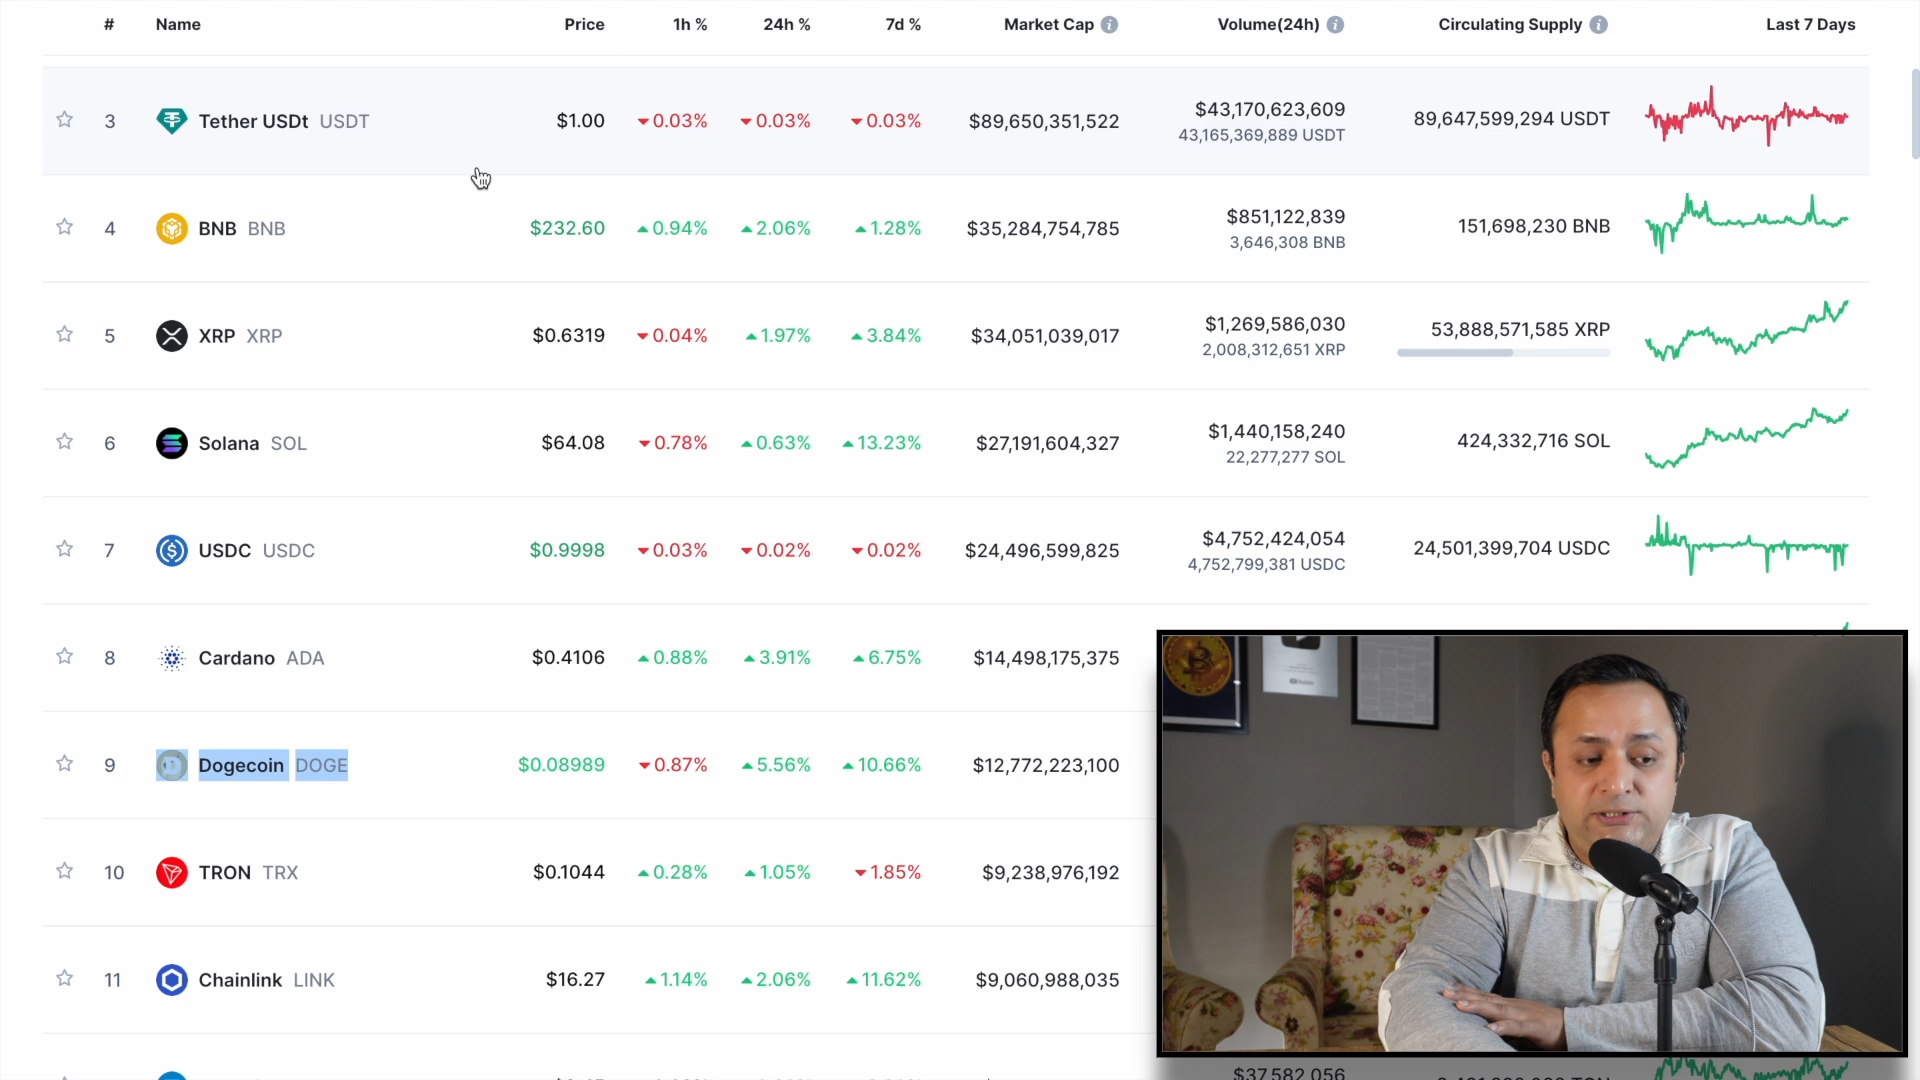 # Name Price 1h % 24h % 7d % Market Cap Volume(24h) Circulating Supply Last 7 Days
3 Tether USDt USDT $1.00 0.03% 0.03% 0.03% $89,650,351,522 $43,170,623,609 89,647,599,294 USDT
43,165,369,889 USDT
4 BNB BNB $232.60 0.94% 2.06% 1.28% $35,284,754,785 $851,122,839 151,698,230 BNB
3,646,308 BNB
5 XRP XRP $0.6319 0.04% 1.97% 3.84% $34,051,039,017 $1,269,586,030 53,888,571,585 XRP
2,008,312,651 XRP
6 Solana SOL $64.08 0.78% 0.63% 13.23% $27,191,604,327 $1,440,158,240 424,332,716 SOL
22,277,277 SOL
7 USDC USDC $0.9998 0.03% 0.02% 0.02% $24,496,599,825 $4,752,424,054 24,501,399,704 USDC
4,752,799,381 USDC
8 Cardano ADA $0.4106 0.88% 3.91% 6.75% $14,498,175,375
9 Dogecoin DOGE $0.08989 0.87% 5.56% 10.66% $12,772,223,100
10 TRON TRX $0.1044 0.28% 1.05% 1.85% $9,238,976,192
11 Chainlink LINK $16.27 1.14% 2.06% 11.62% $9,060,988,035
$37,582,056